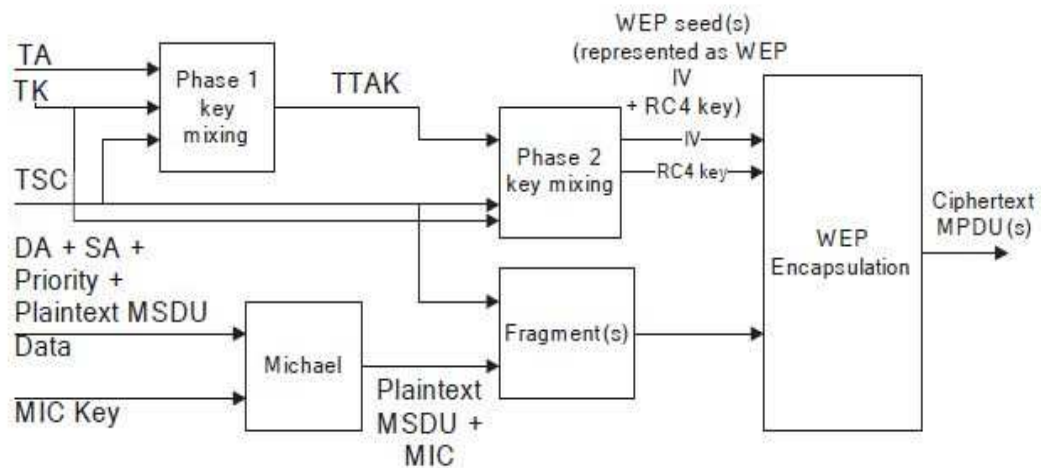 TA
TK
Phase 1
key
mixing
TTAK
WEP seed(s)
(represented as WEP
IV
+ RC4 key)
IV
RC4 key
Phase 2
key mixing
TSC
DA + SA +
Priority +
Plaintext MSDU
Data
MIC Key
Michael
Plaintext
MSDU +
MIC
Fragment(s)
WEP
Encapsulation
Ciphertext
MPDU(s)